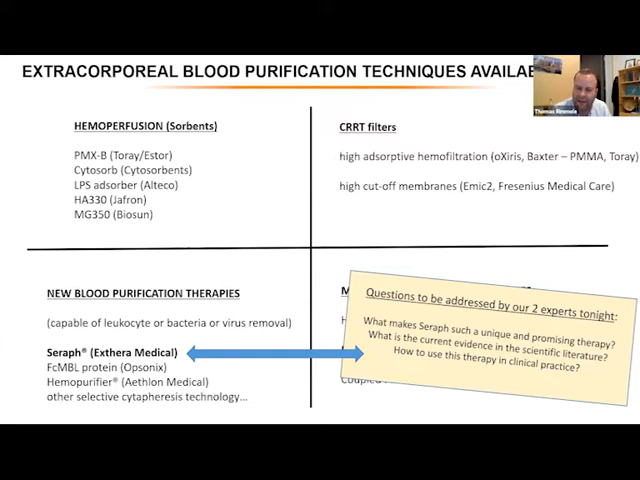 EXTRACORPOREAL BLOOD PURIFICATION TECHNIQUES
HEMOPERFUSION (Sorbents)
PMX-B (Toray/Estor)
Cytosorb (Cytosorbents)
LPS adsorber (Alteco)
HA330 (Jafron)
MG350 (Biosun)
CRRT filters
high adsorptive hemofiltration (oXiris, Baxter – PMMA, Toray)
high cut-off membranes (Emic2, Fresenius Medical Care)
NEW BLOOD PURIFICATION THERAPIES
(capable of leukocyte or bacteria or virus removal)
Seraph® (Exthera Medical)
FcMBL protein (Opsonix)
Hemopurifier® (Aethlon Medical)
other selective cytapheresis technology…
Questions to be addressed by our 2 experts tonight:
What makes Seraph such a unique and promising therapy?
What is the current evidence in the scientific literature?
How to use this therapy in clinical practice?
Thomas